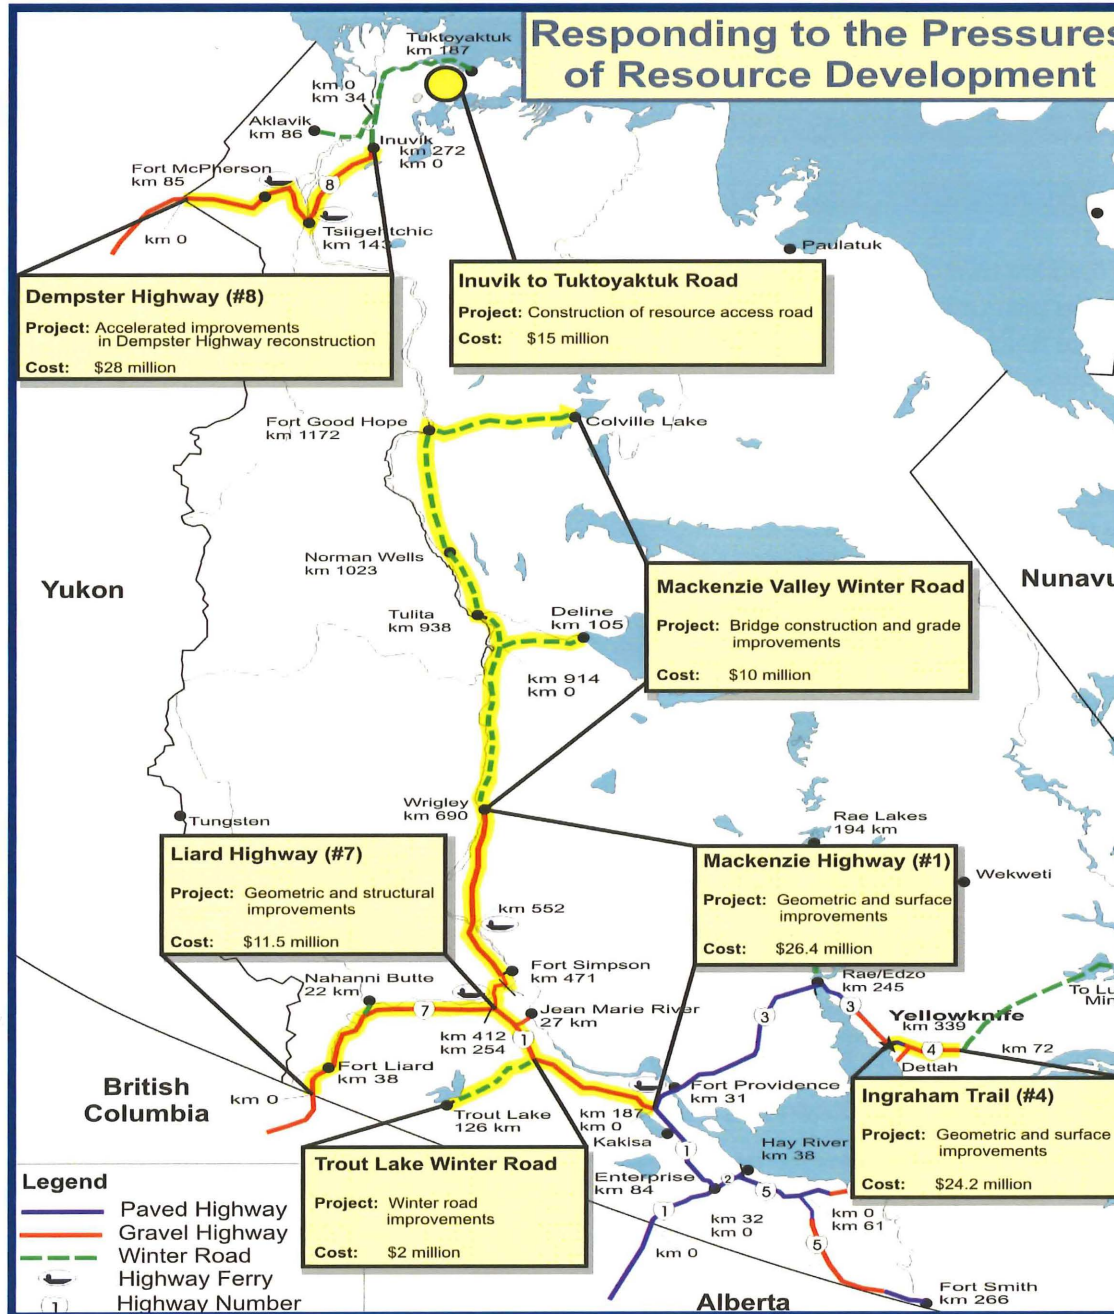 Responding to the Pressures
of Resource Development
Tuktoyaktuk
km 187
km 0
km 34
Aklavik
km 86
Inuvik
km 272
km 0
Fort McPherson
km 85
8
Tsiigehtchic
km 143
km 0
Paulatuk
Dempster Highway (#8)
Project: Accelerated improvements
in Dempster Highway reconstruction
Cost: $28 million
Inuvik to Tuktoyaktuk Road
Project: Construction of resource access road
Cost: $15 million
Fort Good Hope
km 1172
Colville Lake
Norman Wells
km 1023
Yukon
Tulita
km 938
Deline
km 105
km 914
km 0
Mackenzie Valley Winter Road
Project: Bridge construction and grade
improvements
Cost: $10 million
Nunavu
Wrigley
km 690
Tungsten
Rae Lakes
194 km
Wekweti
Liard Highway (#7)
Project: Geometric and structural
improvements
Cost: $11.5 million
Mackenzie Highway (#1)
Project: Geometric and surface
improvements
Cost: $26.4 million
km 552
Fort Simpson
km 471
Nahanni Butte
22 km
7
Jean Marie River
27 km
km 412
km 254
1
Rae/Edzo
km 245
3
3
To Lu
Min
Yellowknife
km 339
4
km 72
Dettah
Fort Liard
km 38
km 0
British
Columbia
Trout Lake
126 km
Fort Providence
km 31
km 187
km 0
Kakisa
1
Hay River
km 38
Enterprise
km 84
2
5
1
km 32
km 0
km 0
km 0
km 61
5
Fort Smith
km 266
Alberta
Ingraham Trail (#4)
Project: Geometric and surface
improvements
Cost: $24.2 million
Trout Lake Winter Road
Project: Winter road
improvements
Cost: $2 million
Legend
Paved Highway
Gravel Highway
Winter Road
Highway Ferry
1 Highway Number